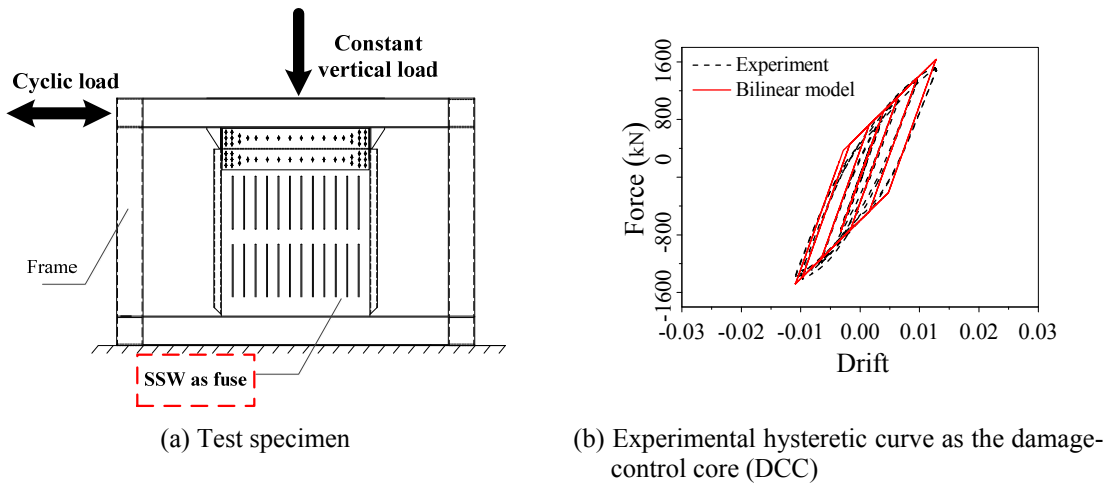 Constant
vertical load
Cyclic load
Frame
SSW as fuse
(a) Test specimen
Experiment
Bilinear model
Force (kN)
1600
800
0
-800
-1600
-0.03 -0.02 -0.01 0.00 0.01 0.02 0.03
Drift
(b) Experimental hysteretic curve as the damage-
control core (DCC)